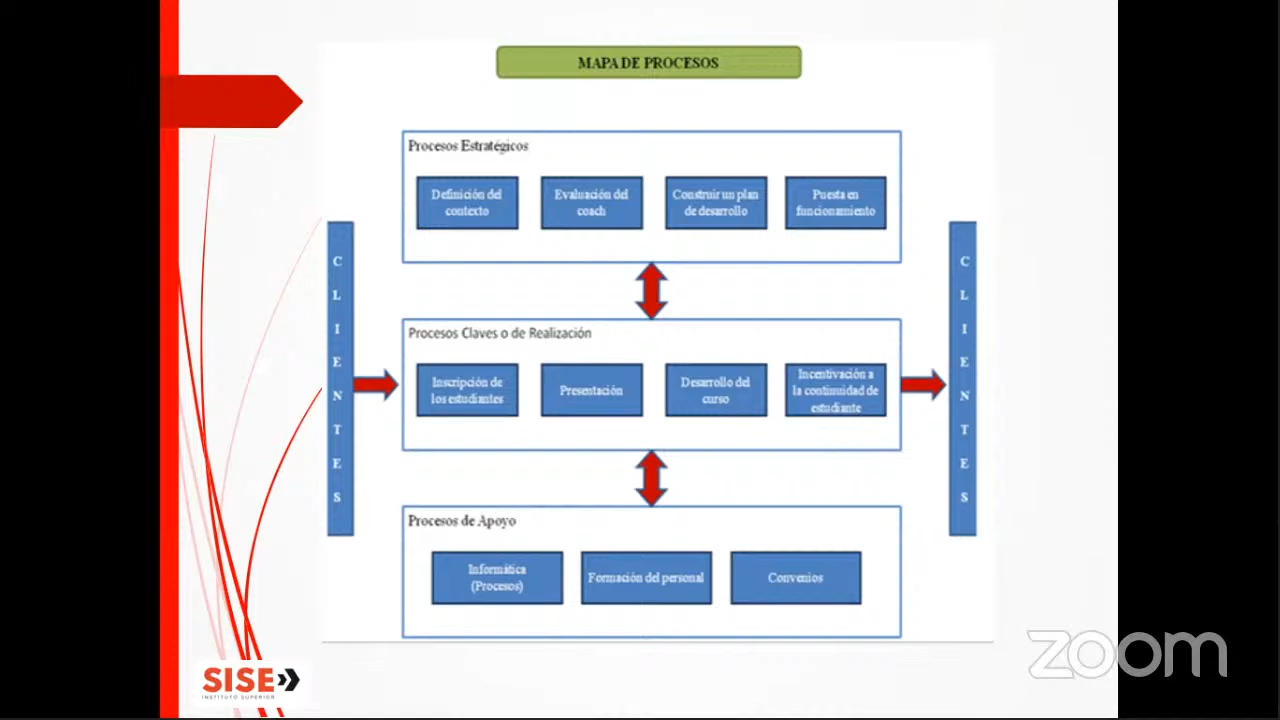 MAPA DE PROCESOS
Procesos Estratégicos
Definición del
contexto
Evaluación del
coach
Construir un plan
de desarrollo
Puesta en
funcionamiento
C
L
I
E
N
T
E
S
Procesos Claves o de Realización
Inscripción de
los estudiantes
Presentación
Desarrollo del
curso
Incentivación a
la continuidad de
estudiante
C
L
I
E
N
T
E
S
Procesos de Apoyo
Informática
(Procesos)
Formación del personal
Convenios
SISE
INSTITUTO SUPERIOR
zoom